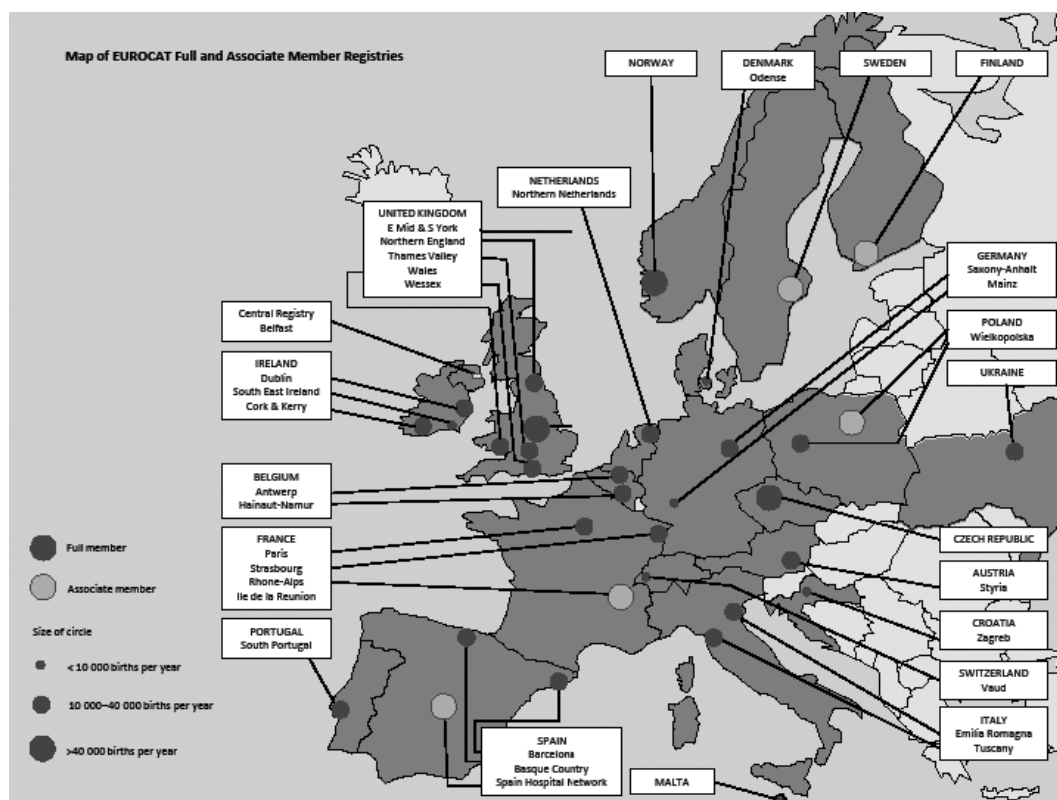 Map of EUROCAT Full and Associate Member Registries
NORWAY
DENMARK
Odense
SWEDEN
FINLAND
NETHERLANDS
Northern Netherlands
UNITED KINGDOM
E Mid & S York
Northern England
Thames Valley
Wales
Wessex
GERMANY
Saxony-Anhalt
Mainz
Central Registry
Belfast
POLAND
Wielkopolska
IRELAND
Dublin
South East Ireland
Cork & Kerry
UKRAINE
BELGIUM
Antwerp
Hainaut-Namur
FRANCE
Paris
Strasbourg
Rhone-Alps
Ile de la Reunion
CZECH REPUBLIC
Full member
Associate member
AUSTRIA
Styria
Size of circle
PORTUGAL
South Portugal
CROATIA
Zagreb
< 10 000 births per year
SWITZERLAND
Vaud
10 000–40 000 births per year
ITALY
Emilia Romagna
Tuscany
>40 000 births per year
SPAIN
Barcelona
Basque Country
Spain Hospital Network
MALTA